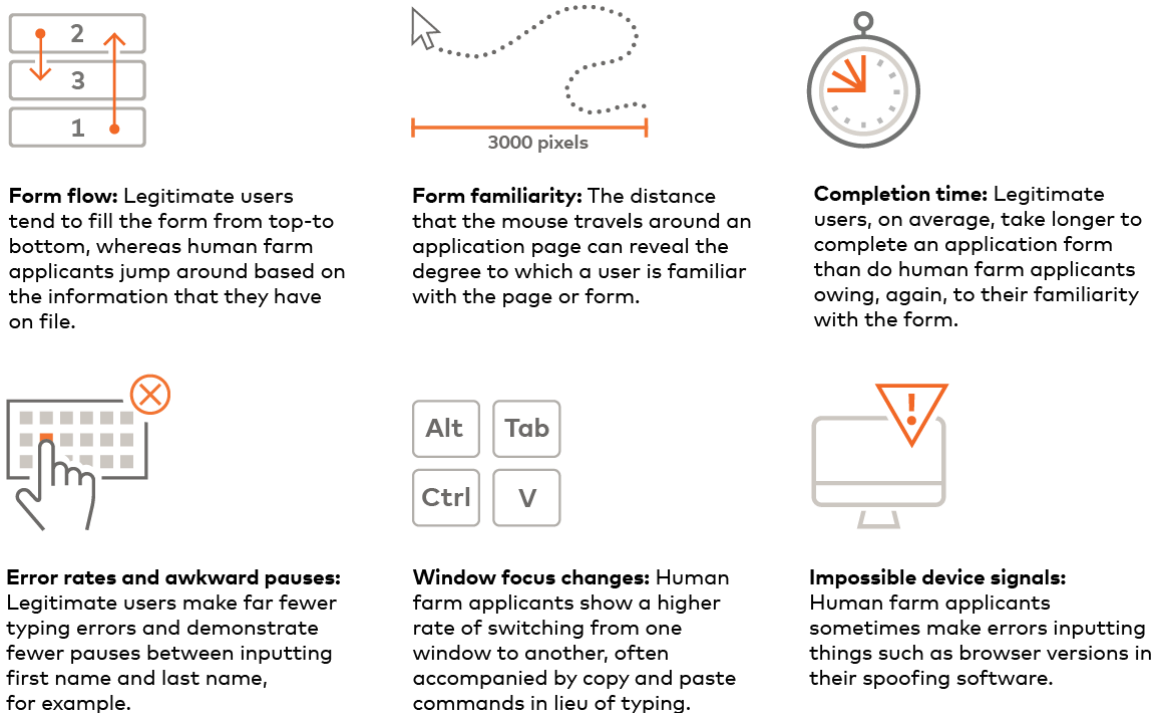 2
3
1
3000 pixels
Form flow: Legitimate users
tend to fill the form from top-to
bottom, whereas human farm
applicants jump around based on
the information that they have
on file.
Form familiarity: The distance
that the mouse travels around an
application page can reveal the
degree to which a user is familiar
with the page or form.
Completion time: Legitimate
users, on average, take longer to
complete an application form
than do human farm applicants
owing, again, to their familiarity
with the form.
Alt
Tab
Ctrl
V
!
Error rates and awkward pauses:
Legitimate users make far fewer
typing errors and demonstrate
fewer pauses between inputting
first name and last name,
for example.
Window focus changes: Human
farm applicants show a higher
rate of switching from one
window to another, often
accompanied by copy and paste
commands in lieu of typing.
Impossible device signals:
Human farm applicants
sometimes make errors inputting
things such as browser versions in
their spoofing software.